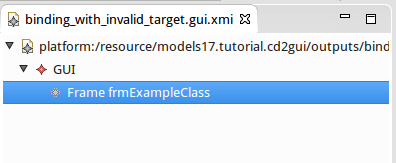 binding_with_invalid_target.gui.xmi
platform:/resource/models17.tutorial.cd2gui/outputs/bind
GUI
Frame frmExampleClass